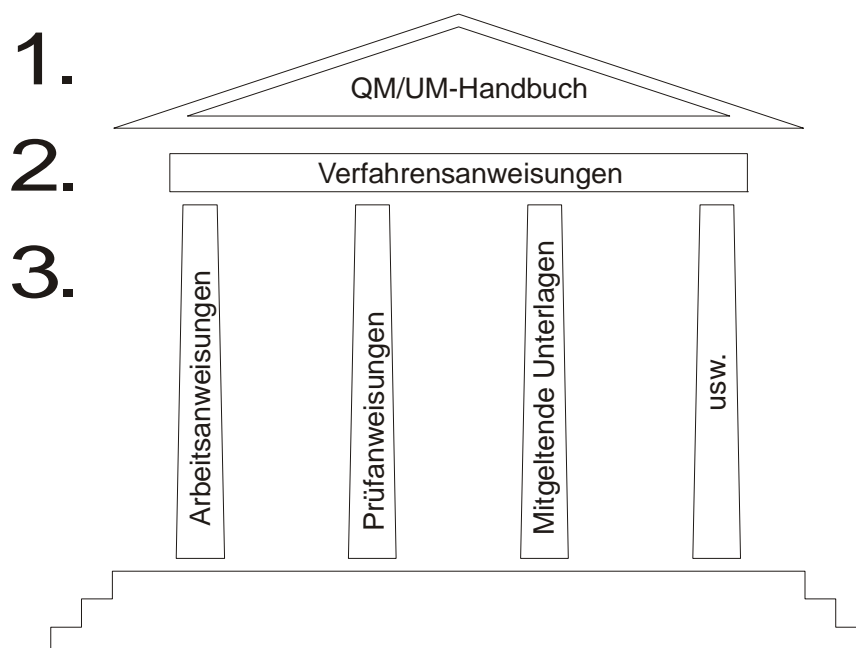 1.
QM/UM-Handbuch
2.
Verfahrensanweisungen
3.
Arbeitsanweisungen
Prüfanweisungen
Mitgeltende Unterlagen
usw.